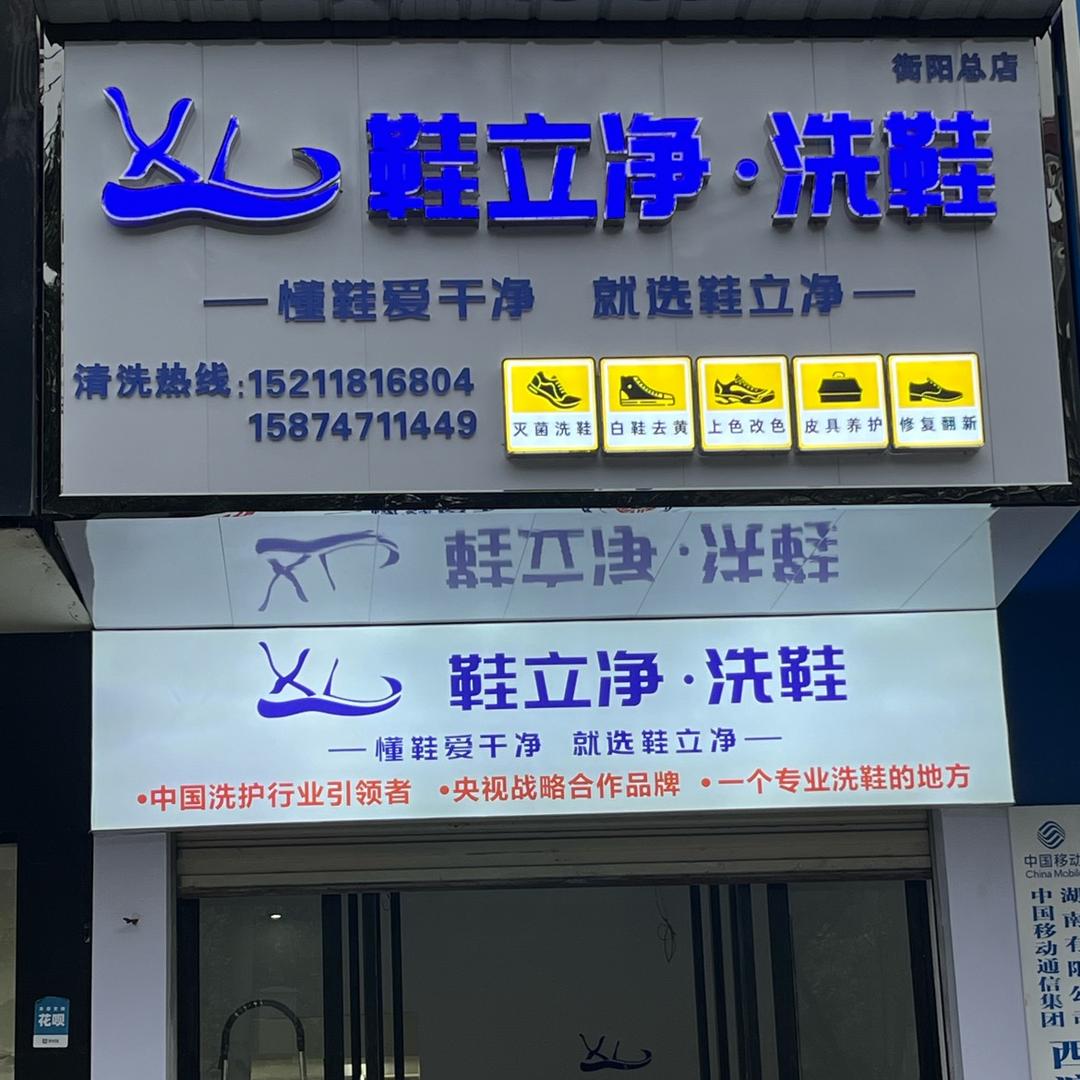 衡阳总店
XL 鞋立净·洗鞋
—懂鞋爱干净 就选鞋立净—
清洗热线:15211816804
15874711449
灭菌洗鞋 白鞋去黄 上色改色 皮具养护 修复翻新
XL 鞋立净·洗鞋
—懂鞋爱干净 就选鞋立净—
•中国洗护行业引领者 •央视战略合作品牌 •一个专业洗鞋的地方
中国移动
China Mobile
中国移动通信集团
湖南有限公司
花呗
XL